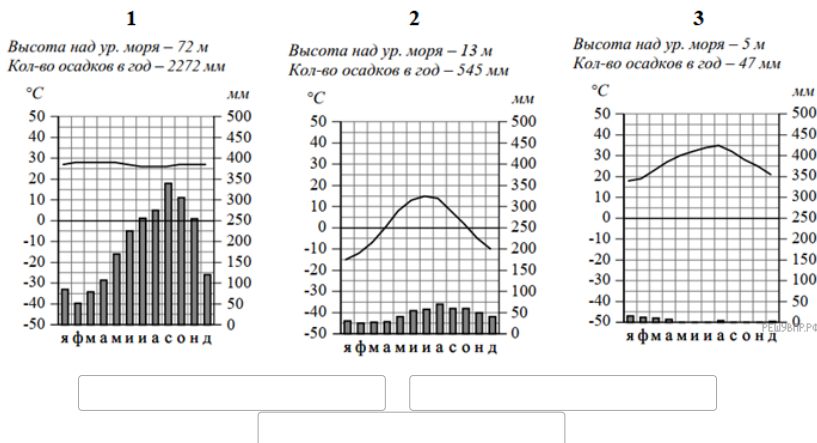 1 2 3
Высота над ур. моря – 72 м
Кол-во осадков в год – 2272 мм
Высота над ур. моря – 13 м
Кол-во осадков в год – 545 мм
Высота над ур. моря – 5 м
Кол-во осадков в год – 47 мм
°C мм
50 500
40 450
30 400
20 350
10 300
0 250
-10 200
-20 150
-30 100
-40 50
-50 0
я ф м а м и и а с о н д
°C мм
50 500
40 450
30 400
20 350
10 300
0 250
-10 200
-20 150
-30 100
-40 50
-50 0
я ф м а м и и а с о н д
°C мм
50 500
40 450
30 400
20 350
10 300
0 250
-10 200
-20 150
-30 100
-40 50
-50 0
я ф м а м и и а с о н д
РЕШУВПР.РФ